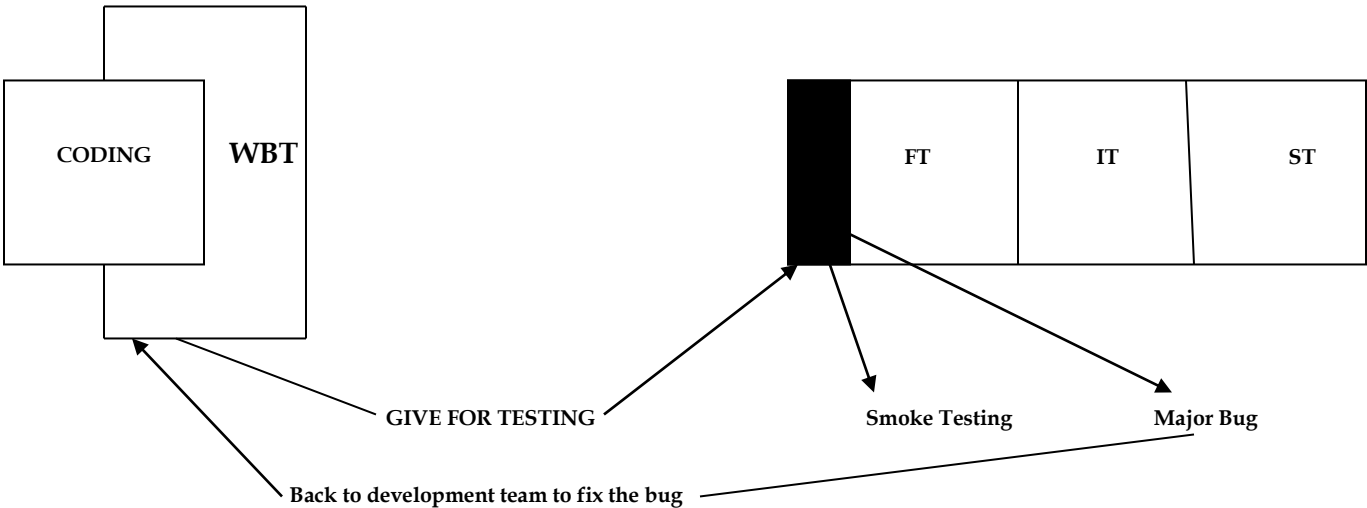 CODING
WBT
FT
IT
ST
GIVE FOR TESTING
Smoke Testing
Major Bug
Back to development team to fix the bug